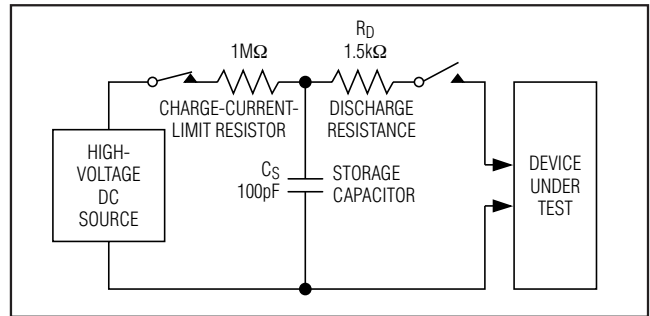 R_D
1MΩ
1.5kΩ
CHARGE-CURRENT-
LIMIT RESISTOR
DISCHARGE
RESISTANCE
HIGH-
VOLTAGE
DC
SOURCE
C_S
100pF
STORAGE
CAPACITOR
DEVICE
UNDER
TEST